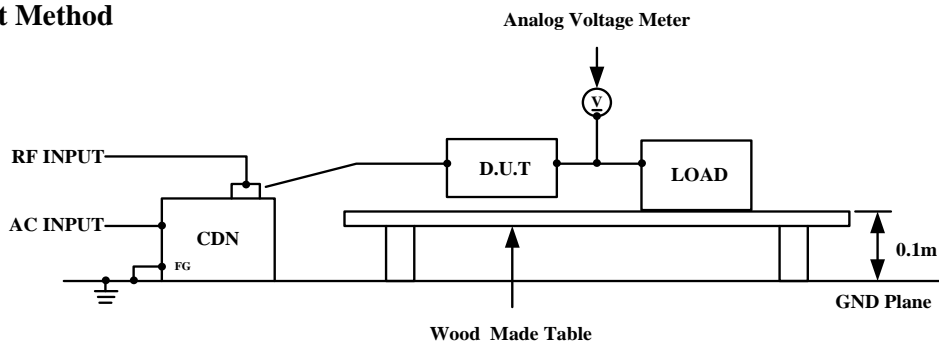 t Method
Analog Voltage Meter
V
RF INPUT
D.U.T
LOAD
AC INPUT
CDN
FG
0.1m
GND Plane
Wood Made Table